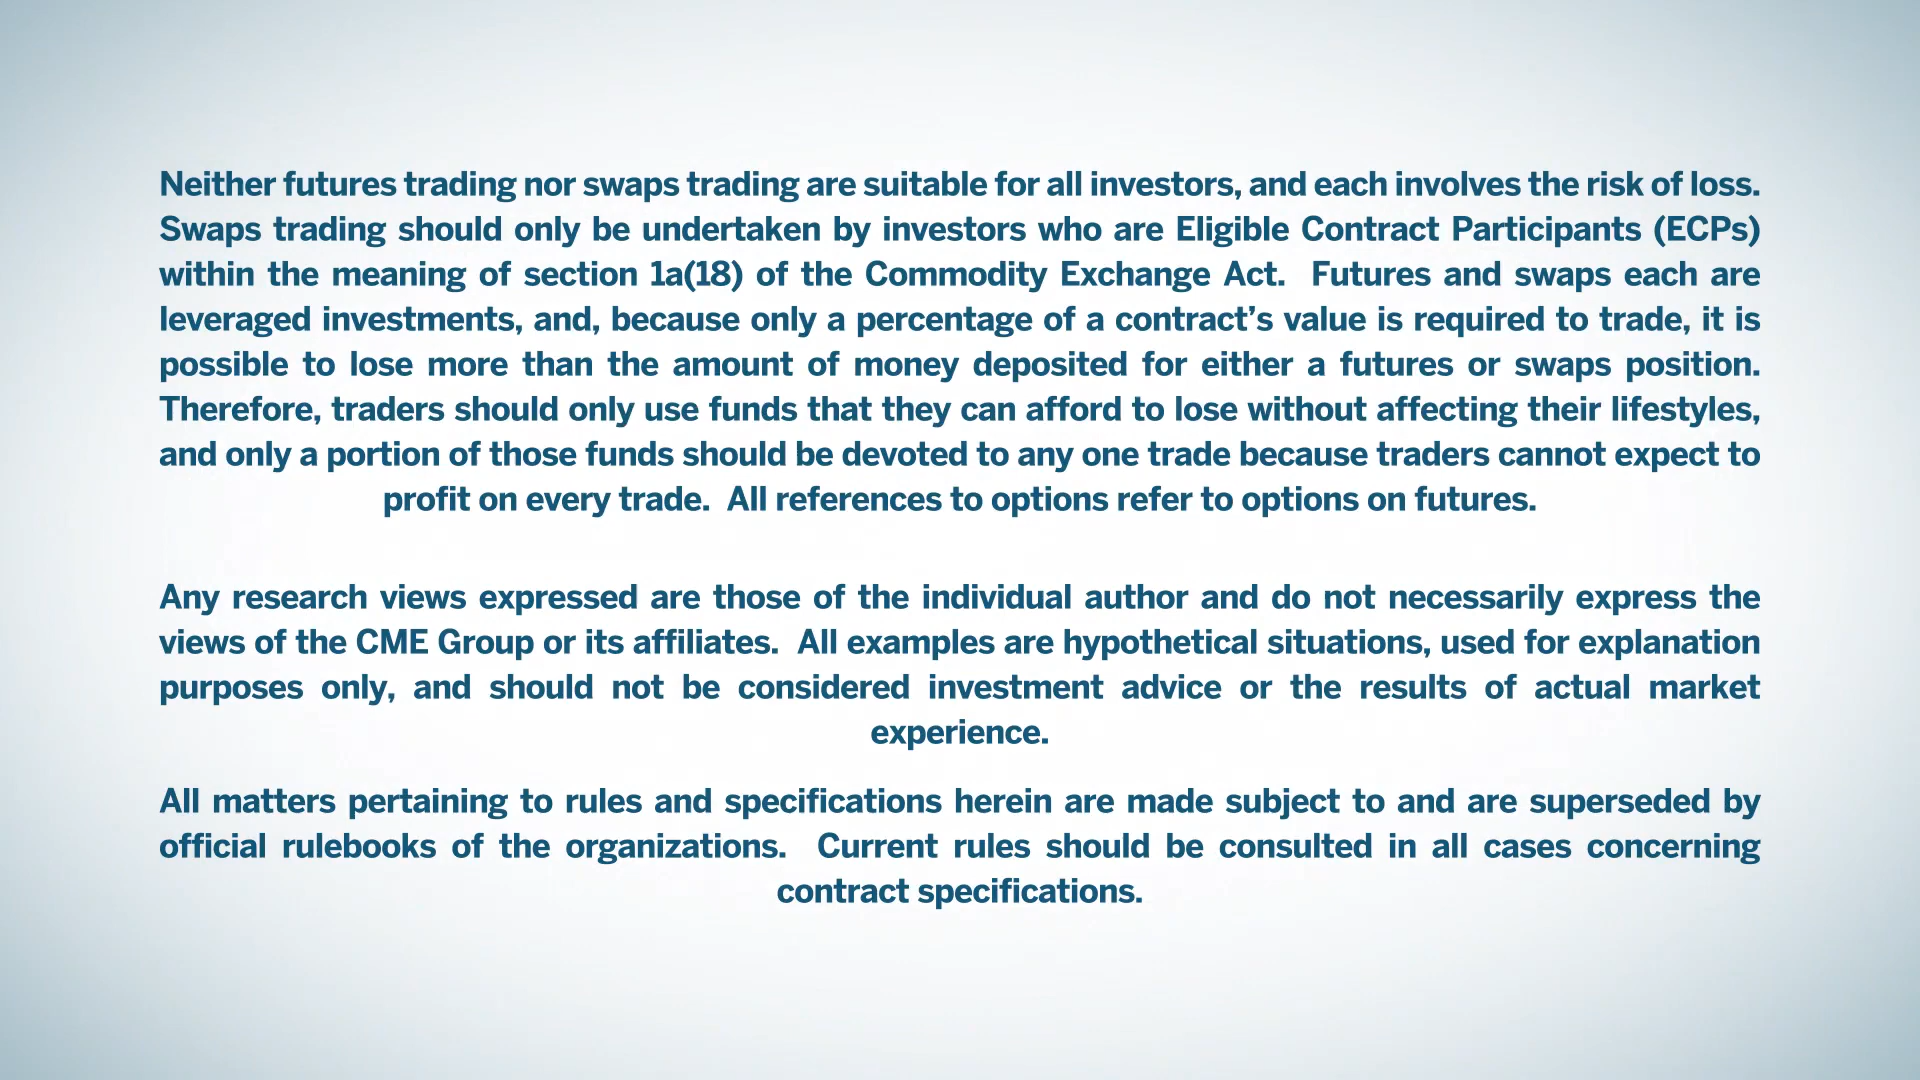 Neither futures trading nor swaps trading are suitable for all investors, and each involves the risk of loss.
Swaps trading should only be undertaken by investors who are Eligible Contract Participants (ECPs)
within the meaning of section 1a(18) of the Commodity Exchange Act.  Futures and swaps each are
leveraged investments, and, because only a percentage of a contract’s value is required to trade, it is
possible to lose more than the amount of money deposited for either a futures or swaps position.
Therefore, traders should only use funds that they can afford to lose without affecting their lifestyles,
and only a portion of those funds should be devoted to any one trade because traders cannot expect to
profit on every trade.  All references to options refer to options on futures.
Any research views expressed are those of the individual author and do not necessarily express the
views of the CME Group or its affiliates.  All examples are hypothetical situations, used for explanation
purposes only, and should not be considered investment advice or the results of actual market
experience.
All matters pertaining to rules and specifications herein are made subject to and are superseded by
official rulebooks of the organizations.  Current rules should be consulted in all cases concerning
contract specifications.